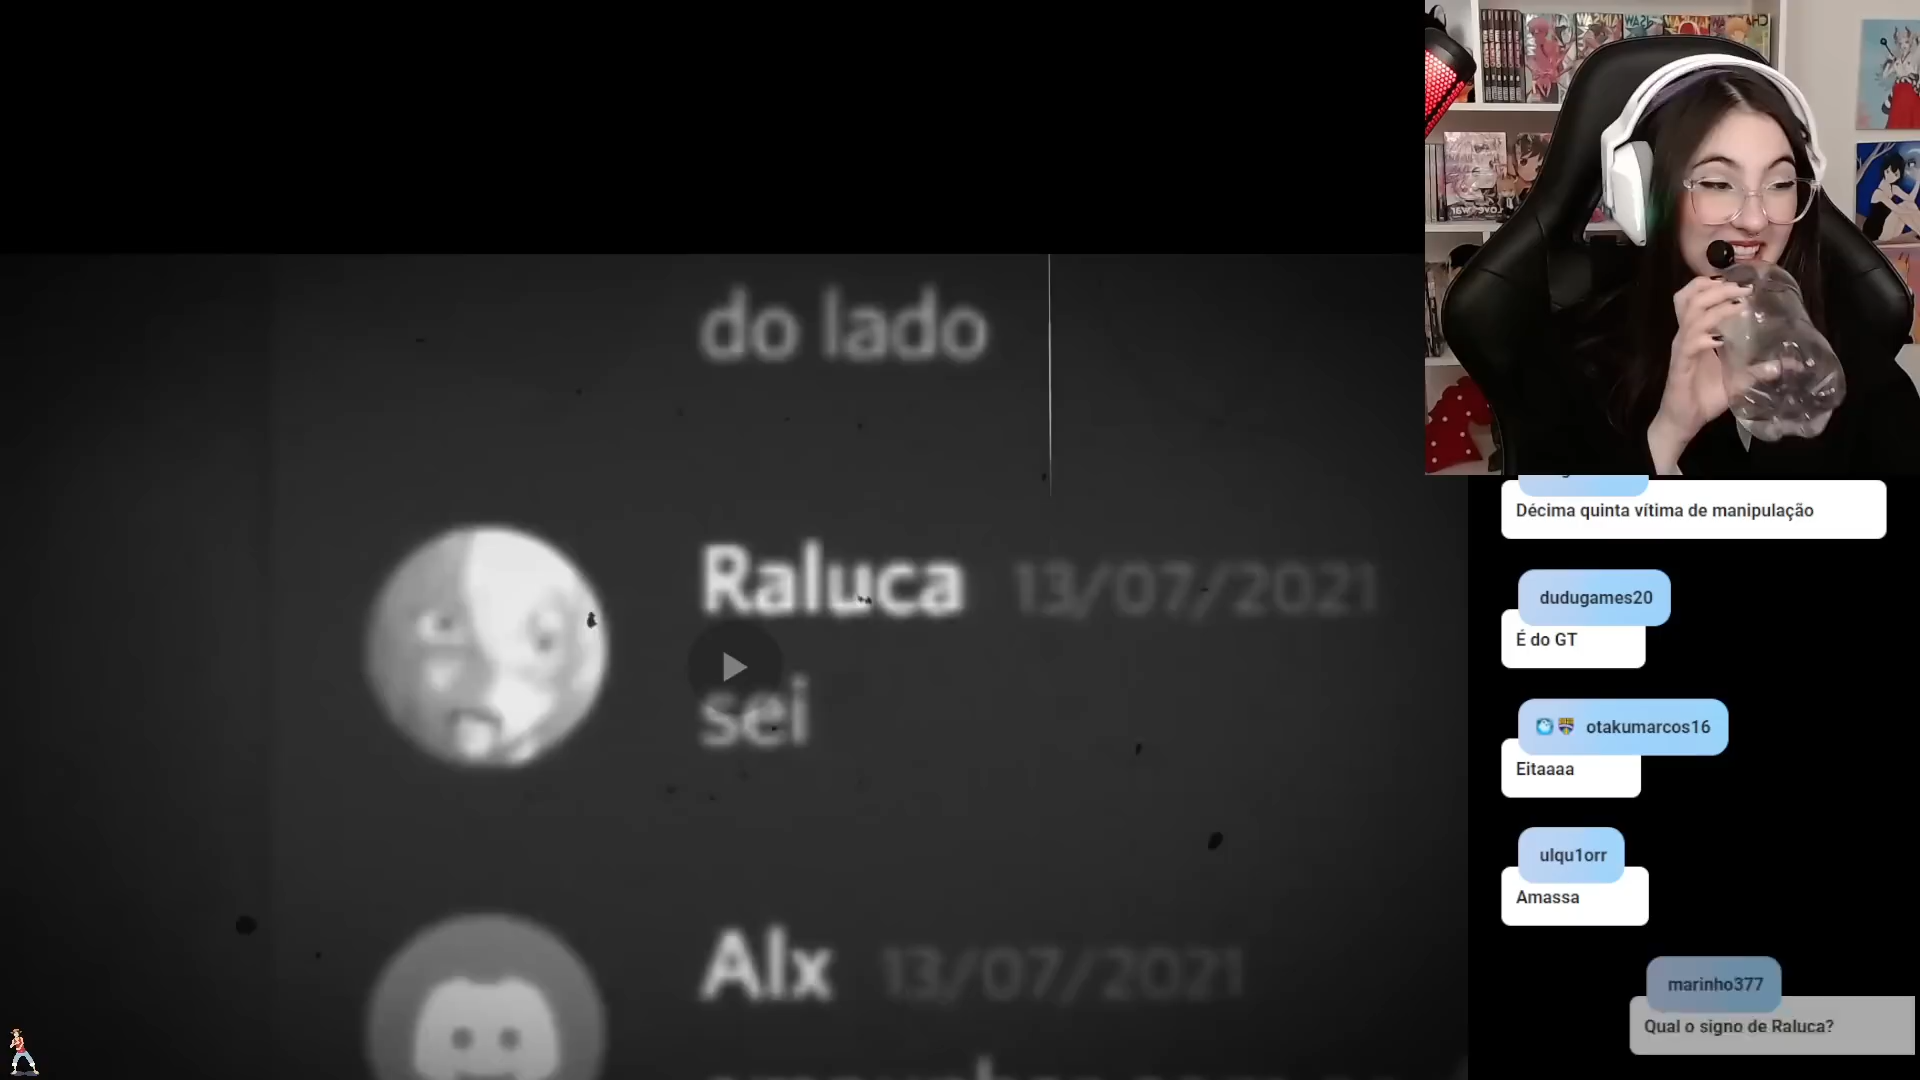 do lado
Raluca 13/07/2021
sei
Alx 13/07/2021
Décima quinta vítima de manipulação
dudugames20
É do GT
otakumarcos16
Eitaaaa
ulqu1orr
Amassa
marinho377
Qual o signo de Raluca?